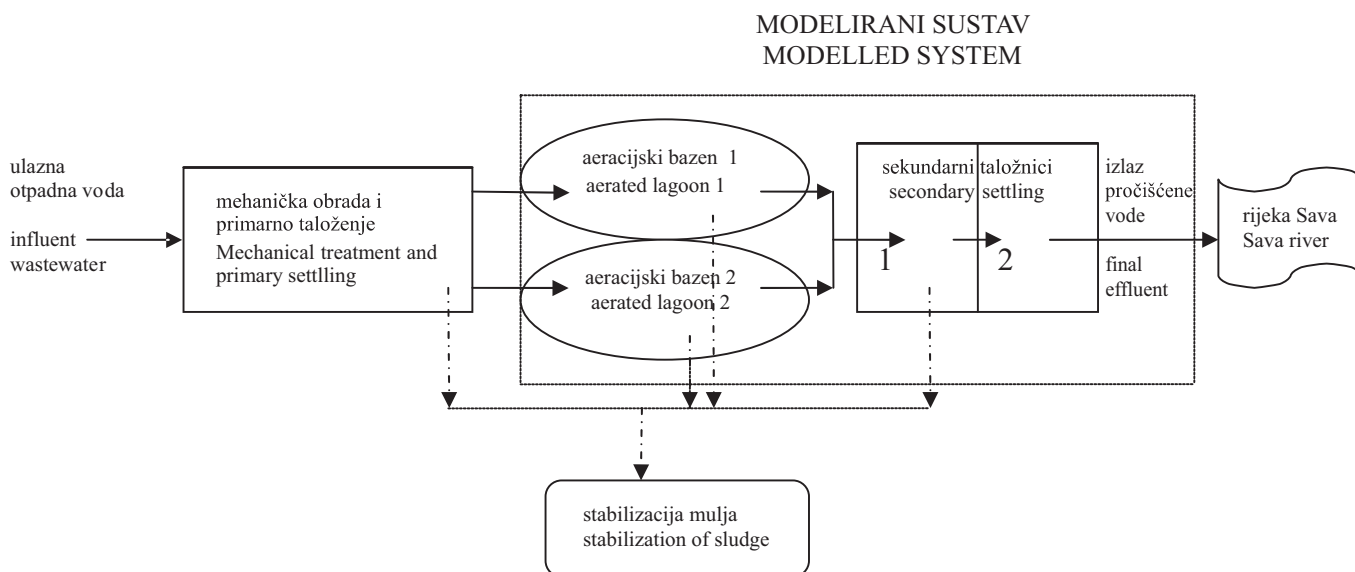 MODELIRANI SUSTAV
MODELLED SYSTEM
ulazna
otpadna voda
influent
wastewater
mehanička obrada i
primarno taloženje
Mechanical treatment and
primary settlling
aeracijski bazen 1
aerated lagoon 1
aeracijski bazen 2
aerated lagoon 2
sekundarni taložnici
secondary settling
1 2
izlaz
pročišćene
vode
final
effluent
rijeka Sava
Sava river
stabilizacija mulja
stabilization of sludge